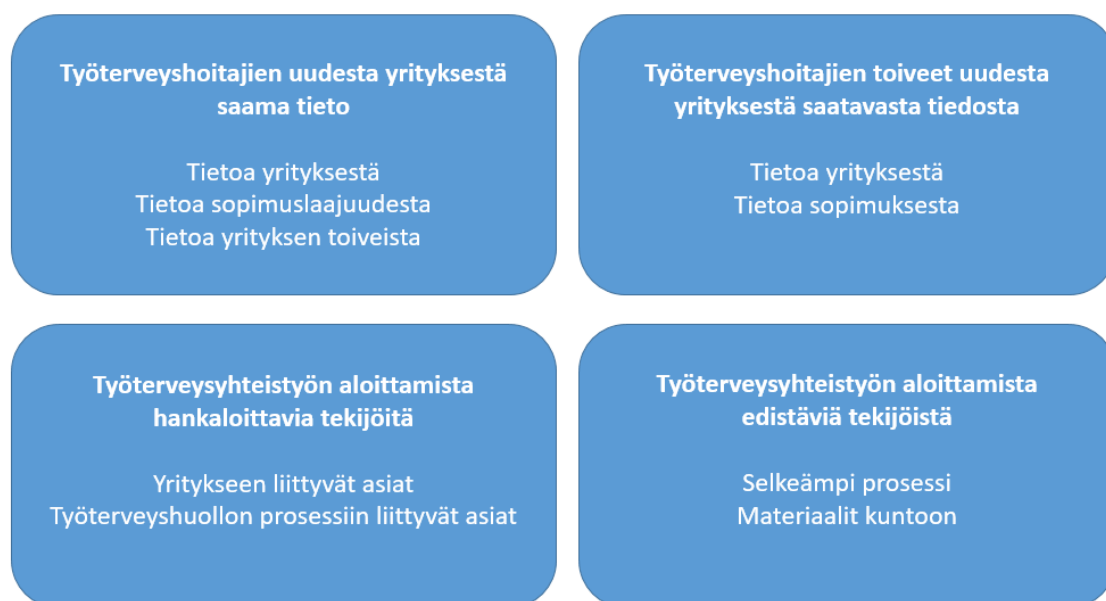 Työterveyshoitajien uudesta yrityksestä
saama tieto
Tietoa yrityksestä
Tietoa sopimuslaajuudesta
Tietoa yrityksen toiveista
Työterveyshoitajien toiveet uudesta
yrityksestä saatavasta tiedosta
Tietoa yrityksestä
Tietoa sopimuksesta
Työterveysyhteistyön aloittamista
hankaloittavia tekijöitä
Yritykseen liittyvät asiat
Työterveyshuollon prosessiin liittyvät asiat
Työterveysyhteistyön aloittamista
edistäviä tekijöistä
Selkeämpi prosessi
Materiaalit kuntoon